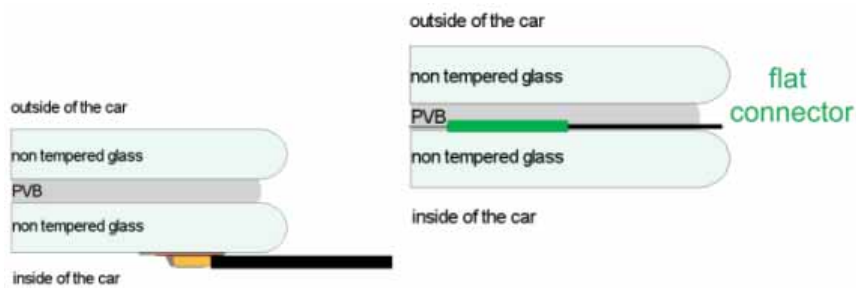 outside of the car
non tempered glass
PVB
non tempered glass
inside of the car
outside of the car
non tempered glass
PVB
non tempered glass
inside of the car
flat
connector